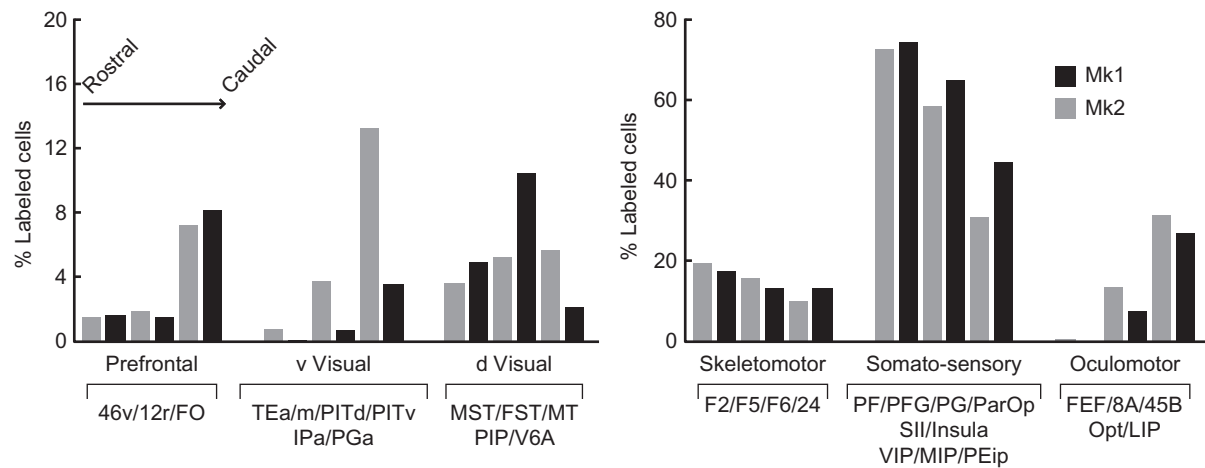 20
16
12
8
4
0
% Labeled cells
Rostral
Caudal
Prefrontal
v Visual
d Visual
46v/12r/FO
TEa/m/PITd/PITv
IPa/PGa
MST/FST/MT
PIP/V6A
80
60
40
20
0
% Labeled cells
Mk1
Mk2
Skeletomotor
Somato-sensory
Oculomotor
F2/F5/F6/24
PF/PFG/PG/ParOp
SII/Insula
VIP/MIP/PEip
FEF/8A/45B
Opt/LIP